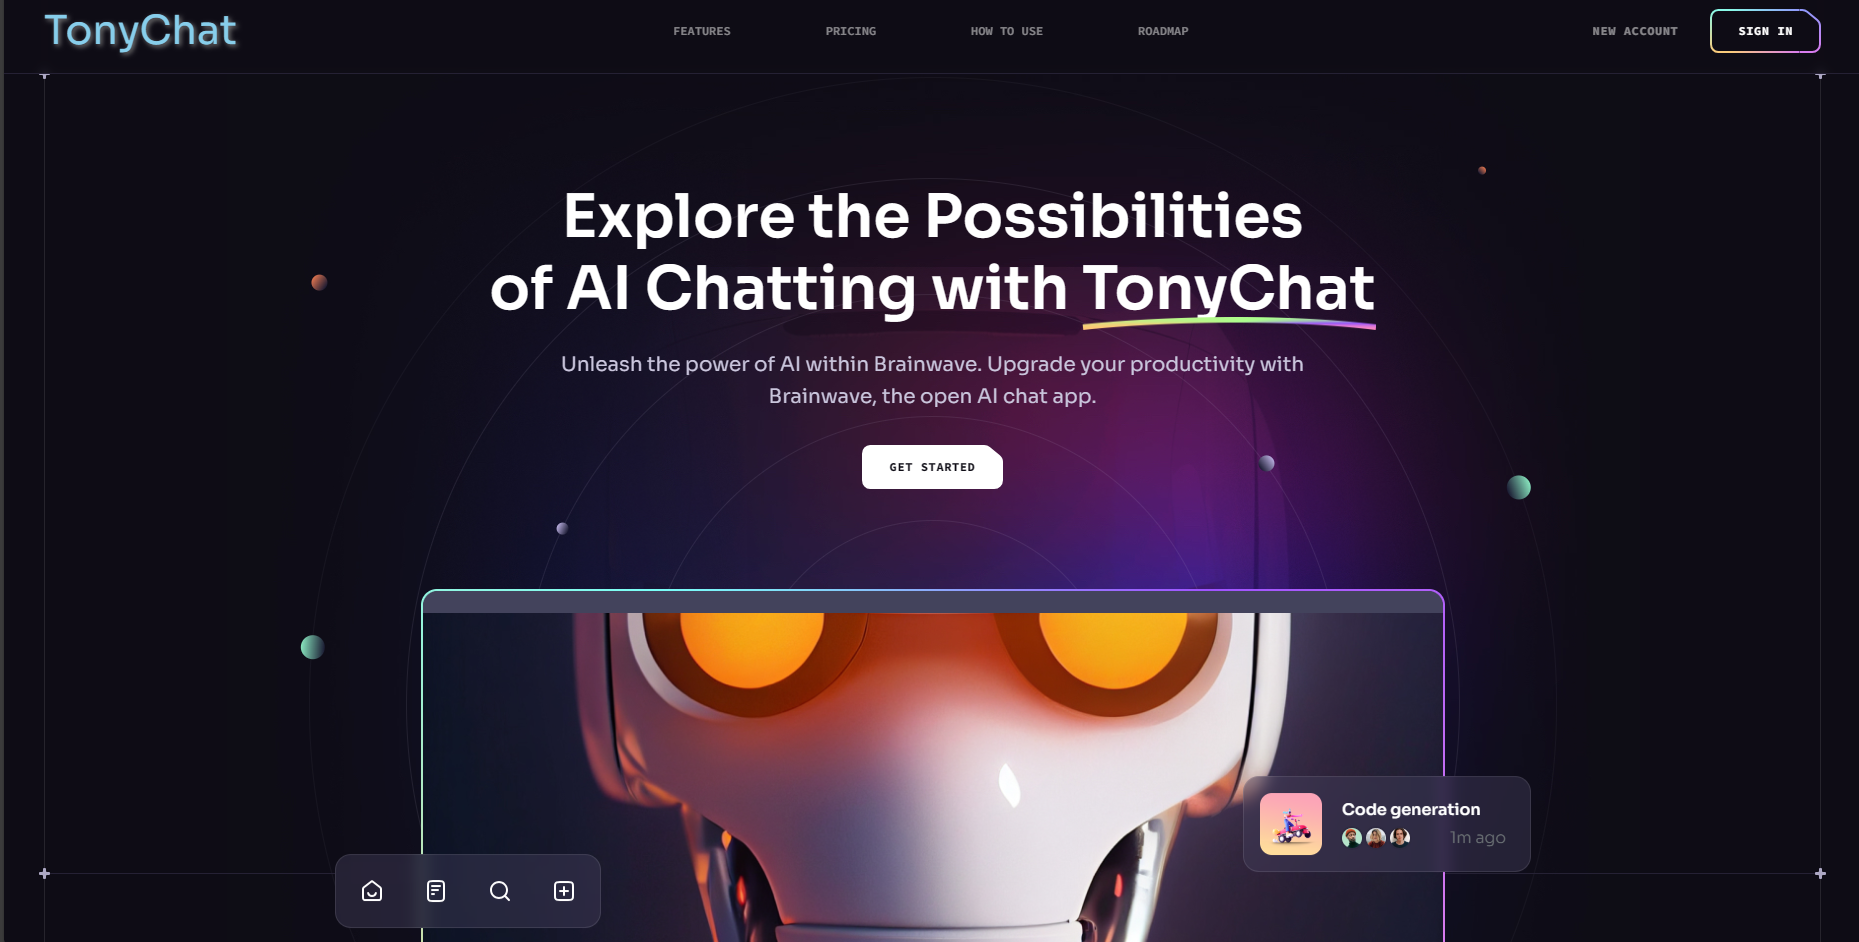 TonyChat
FEATURES
PRICING
HOW TO USE
ROADMAP
NEW ACCOUNT
SIGN IN
Explore the Possibilities
of AI Chatting with TonyChat
Unleash the power of AI within Brainwave. Upgrade your productivity with
Brainwave, the open AI chat app.
GET STARTED
Code generation
1m ago